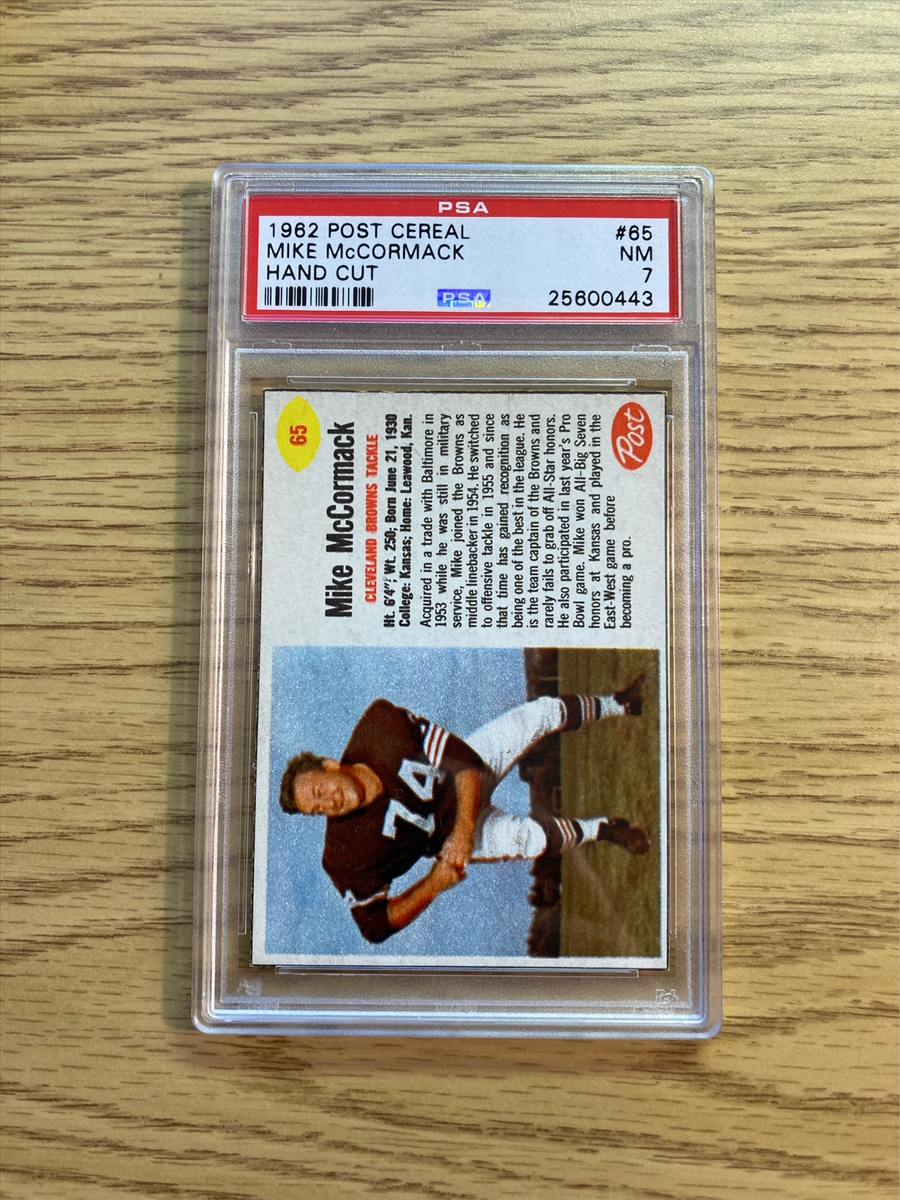 PSA
1962 POST CEREAL #65
MIKE McCORMACK NM
HAND CUT 7
PSA 25600443
65
Mike McCormack
CLEVELAND BROWNS TACKLE
Ht. 6'4"; Wt. 250; Born June 21, 1930
College: Kansas; Home: Leawood, Kan.
Acquired in a trade with Baltimore in
1953 while he was still in military
service, Mike joined the Browns as
middle linebacker in 1954. He switched
to offensive tackle in 1955 and since
that time has gained recognition as
being one of the best in the league. He
is the team captain of the Browns and
rarely fails to grab off All-Star honors.
He also participated in last year's Pro
Bowl game. Mike won All-Big Seven
honors at Kansas and played in the
East-West game before
becoming a pro.
Post
74